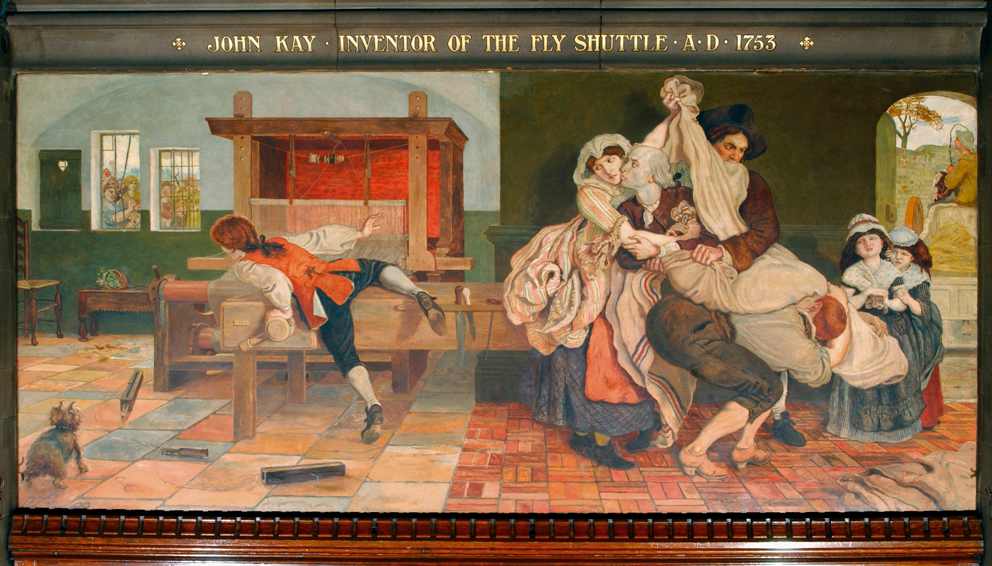 JOHN KAY · INVENTOR OF THE FLY SHUTTLE · A·D· 1753